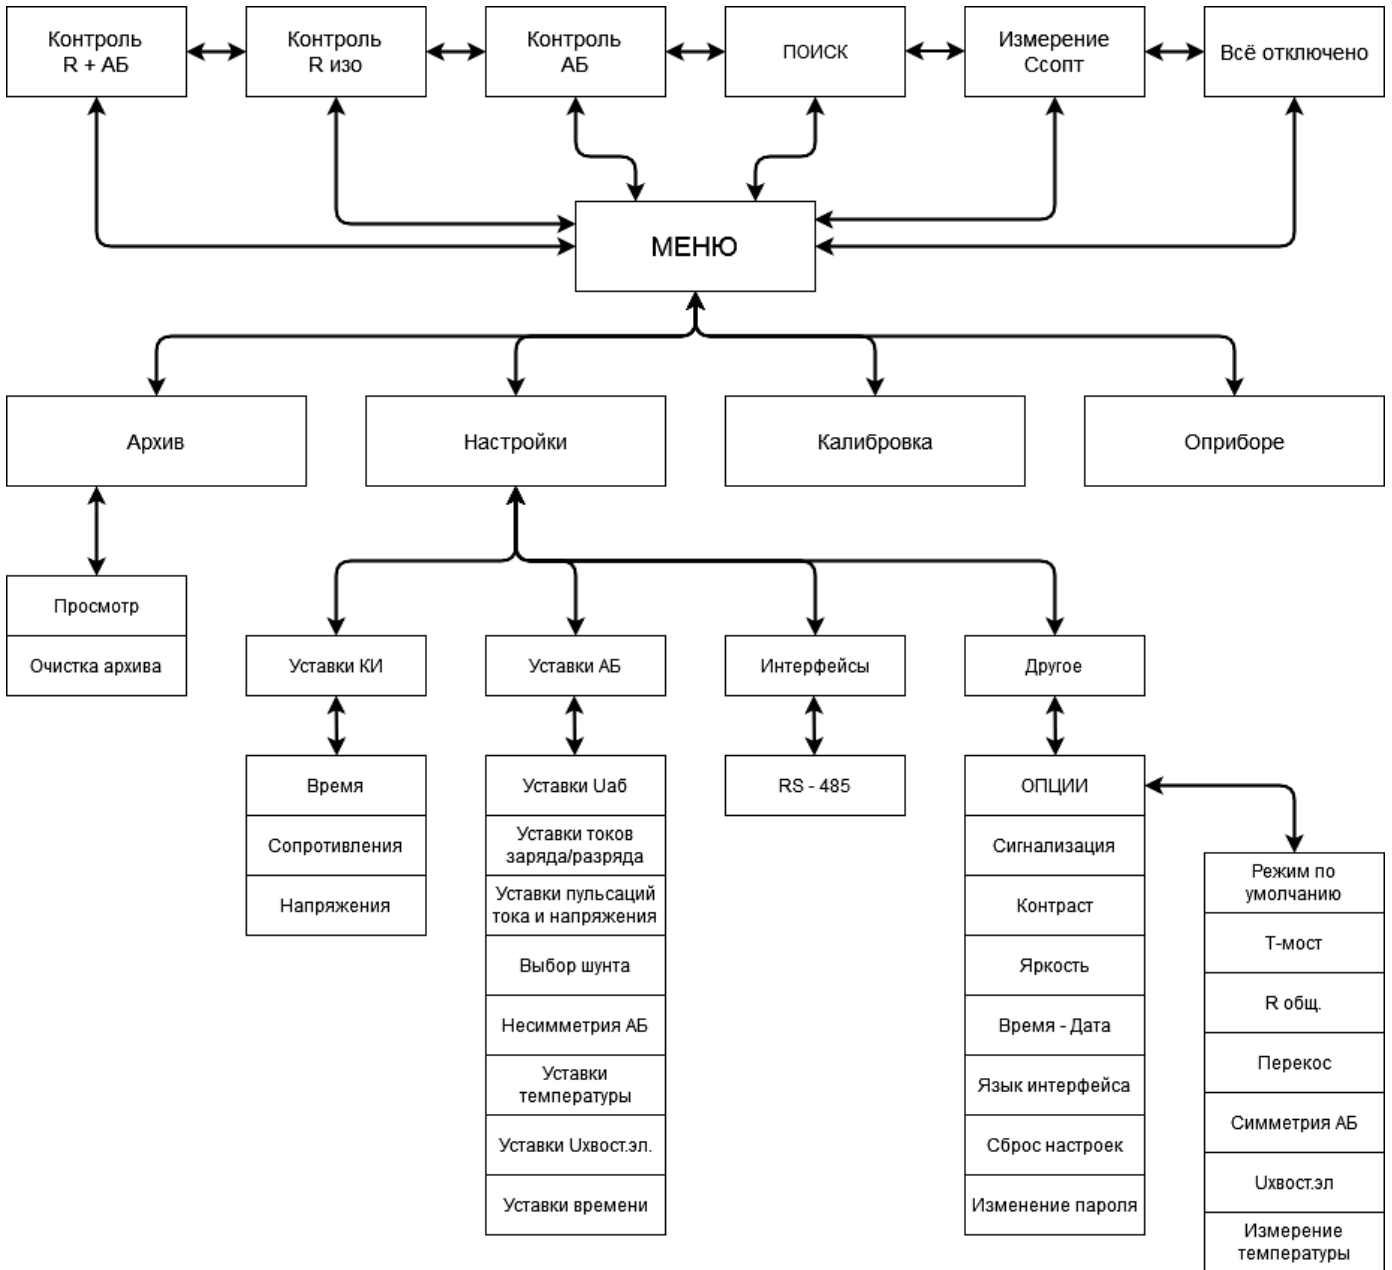 Контроль
R + АБ
Контроль
R изо
Контроль
АБ
ПОИСК
Измерение
Ссопт
Всё отключено
МЕНЮ
Архив
Настройки
Калибровка
Оприборе
Просмотр
Очистка архива
Уставки КИ
Уставки АБ
Интерфейсы
Другое
Время
Сопротивления
Напряжения
Уставки Uаб
Уставки токов
заряда/разряда
Уставки пульсаций
тока и напряжения
Выбор шунта
Несимметрия АБ
Уставки
температуры
Уставки Uхвост.эл.
Уставки времени
RS - 485
ОПЦИИ
Сигнализация
Контраст
Яркость
Время - Дата
Язык интерфейса
Сброс настроек
Изменение пароля
Режим по
умолчанию
Т-мост
R общ.
Перекос
Симметрия АБ
Uхвост.эл
Измерение
температуры